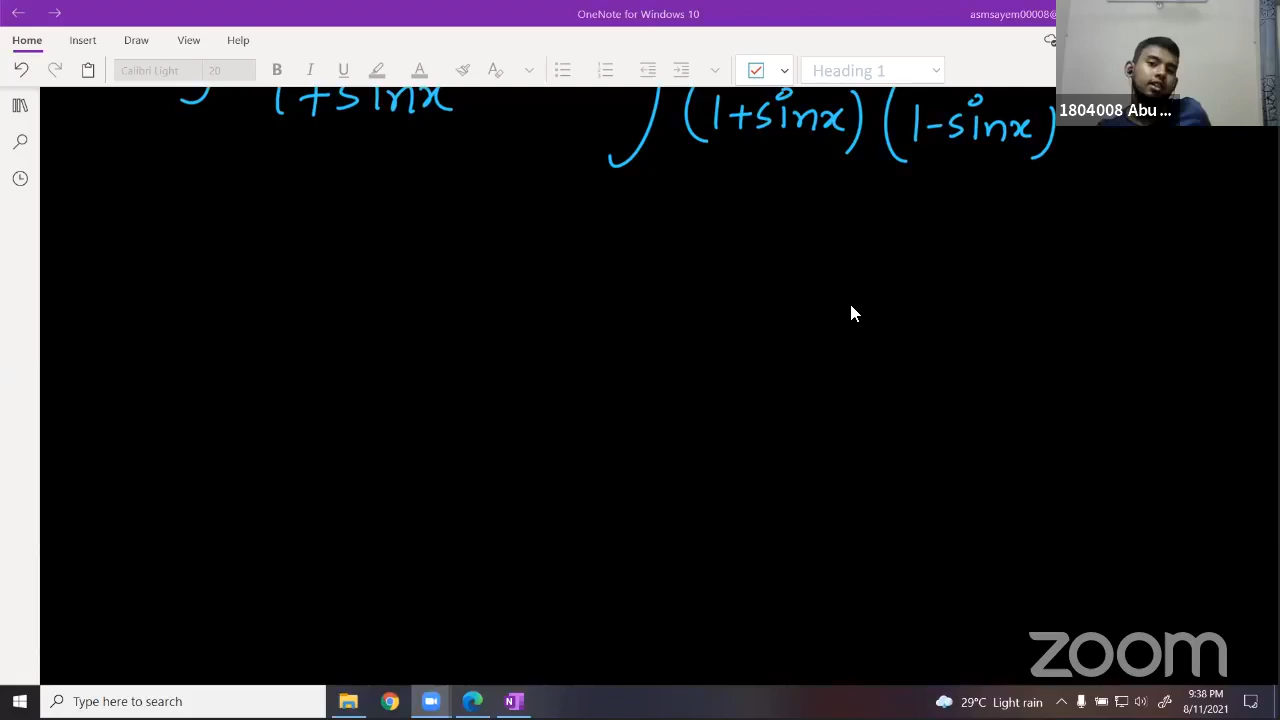 OneNote for Windows 10
asmsayem00008@
Home Insert Draw View Help
Calibri Light 20 B I U A A Heading 1
1+sinx
∫ (1+sinx) (1-sinx)
1804008 Abu ...
zoom
Type here to search
29°C Light rain
9:38 PM
8/11/2021